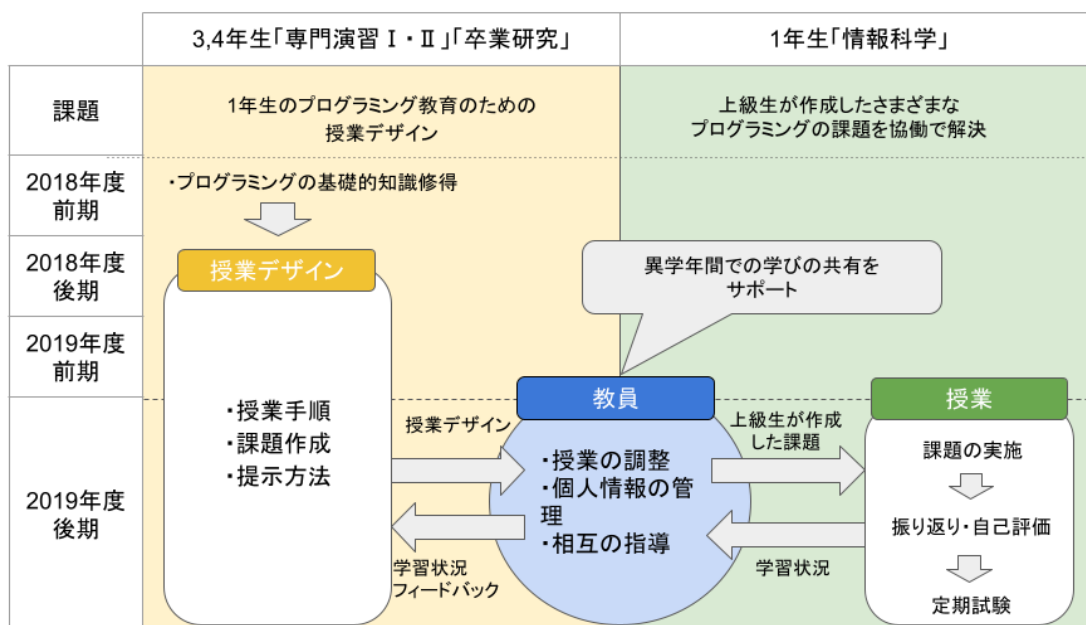 3,4年生「専門演習Ⅰ・Ⅱ」「卒業研究」
1年生「情報科学」
課題
1年生のプログラミング教育のための
授業デザイン
上級生が作成したさまざまな
プログラミングの課題を協働で解決
2018年度
前期
・プログラミングの基礎的知識修得
2018年度
後期
授業デザイン
異学年間での学びの共有を
サポート
2019年度
前期
2019年度
後期
・授業手順
・課題作成
・提示方法
授業デザイン
学習状況
フィードバック
教員
・授業の調整
・個人情報の管
理
・相互の指導
上級生が作成
した課題
学習状況
授業
課題の実施
振り返り・自己評価
定期試験